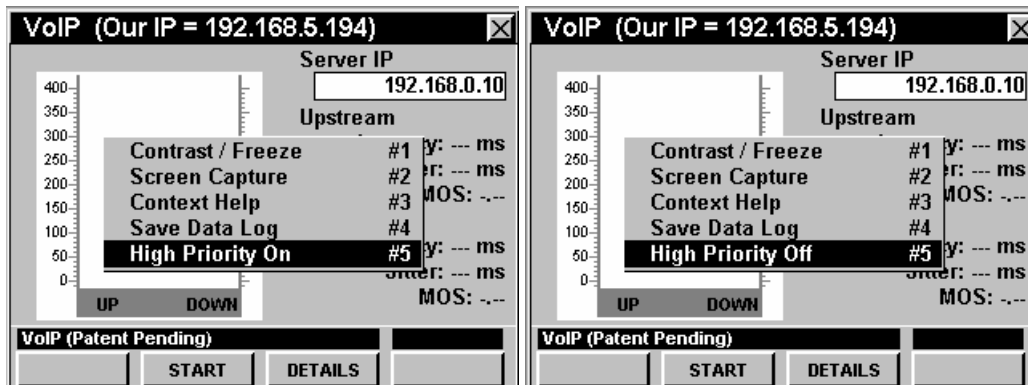 VoIP (Our IP = 192.168.5.194)
Server IP
192.168.0.10
Upstream
400
350
300
250
200
150
100
50
0
Contrast / Freeze #1
Screen Capture #2
Context Help #3
Save Data Log #4
High Priority On #5
y: --- ms
er: --- ms
MOS: -.--
y: --- ms
Jitter: --- ms
MOS: -.--
UP DOWN
VoIP (Patent Pending)
START DETAILS
VoIP (Our IP = 192.168.5.194)
Server IP
192.168.0.10
Upstream
400
350
300
250
200
150
100
50
0
Contrast / Freeze #1
Screen Capture #2
Context Help #3
Save Data Log #4
High Priority Off #5
y: --- ms
er: --- ms
MOS: -.--
y: --- ms
Jitter: --- ms
MOS: -.--
UP DOWN
VoIP (Patent Pending)
START DETAILS